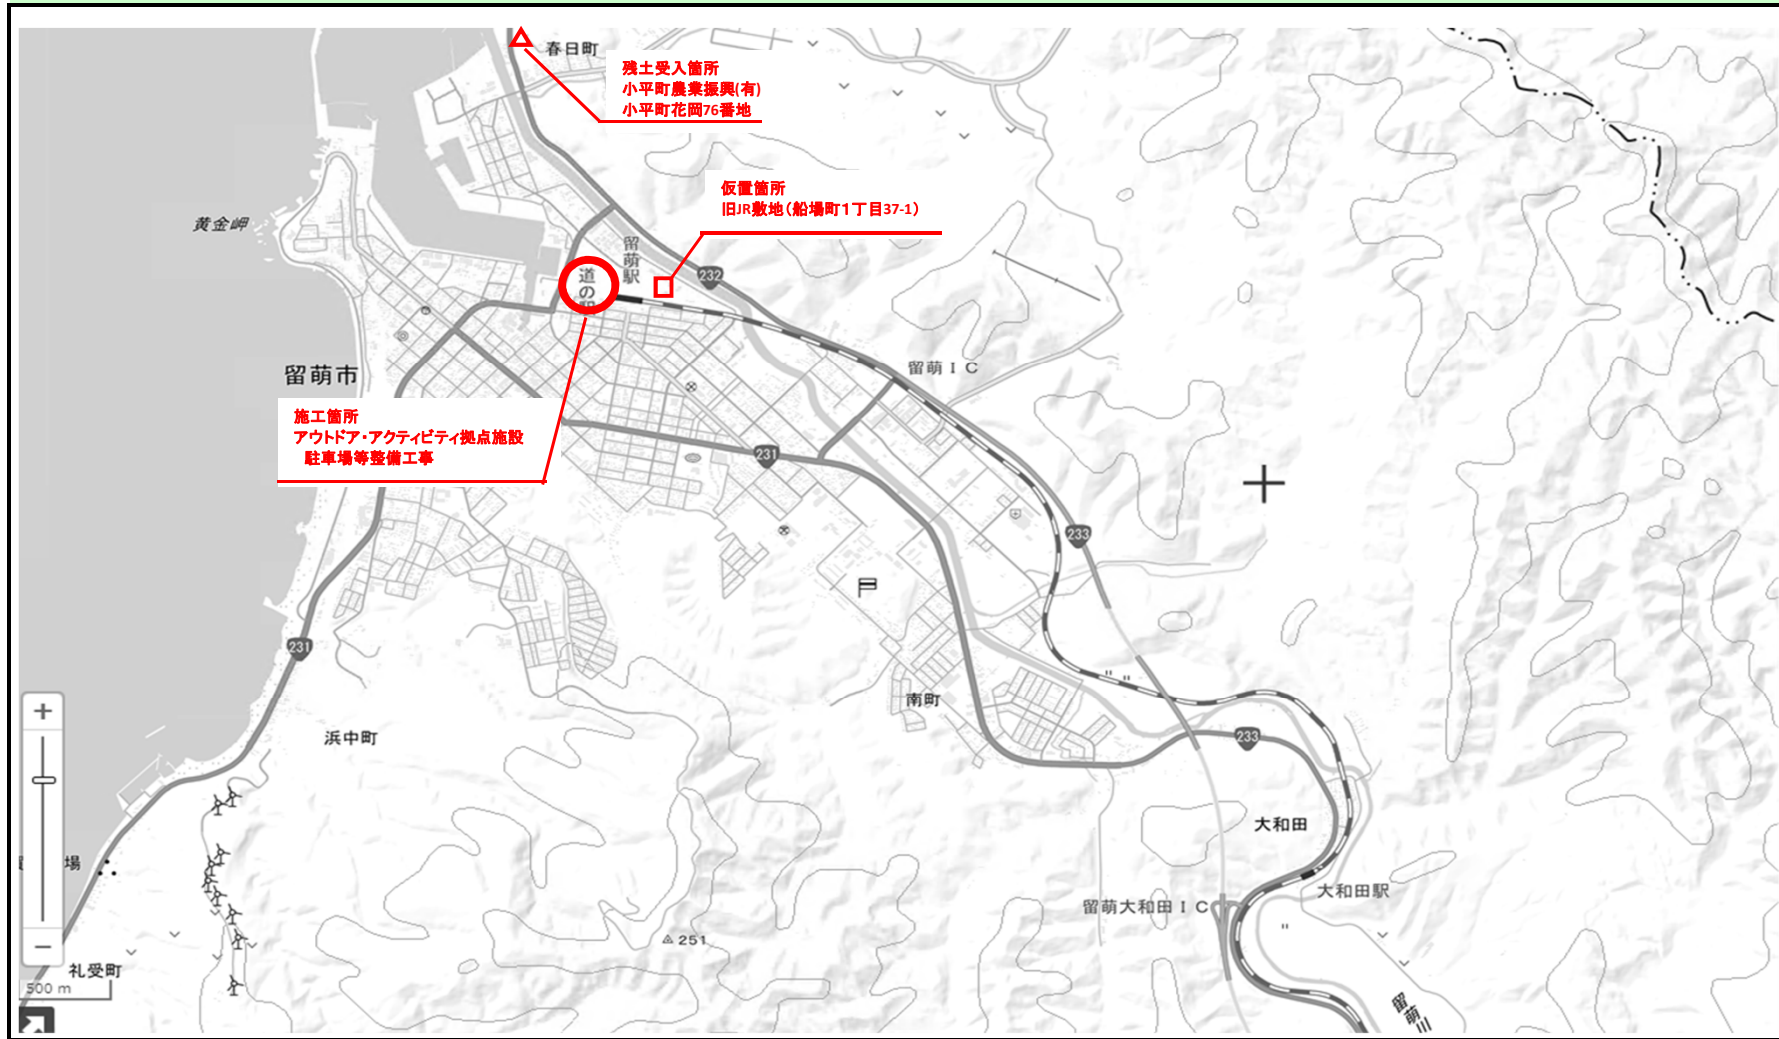 春日町
残土受入箇所
小平町農業振興(有)
小平町花岡76番地
仮置箇所
旧JR敷地（船場町１丁目37-1）
黄金岬
留萌駅
道の駅
232
留萌ＩＣ
留萌市
施工箇所
アウトドア・アクティビティ拠点施設
駐車場等整備工事
231
233
231
南町
浜中町
233
大和田
場
大和田駅
留萌大和田ＩＣ
251
礼受町
500 m
留萌川